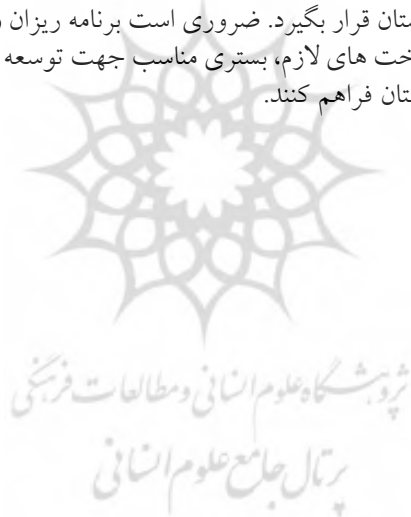 ستان قرار بگیرد. ضروری است برنامه ریزان
خت های لازم، بستری مناسب جهت توسعه
ستان فراهم کنند.
پژوهشگاه علوم انسانی و مطالعات فرهنگی
پرتال جامع علوم انسانی